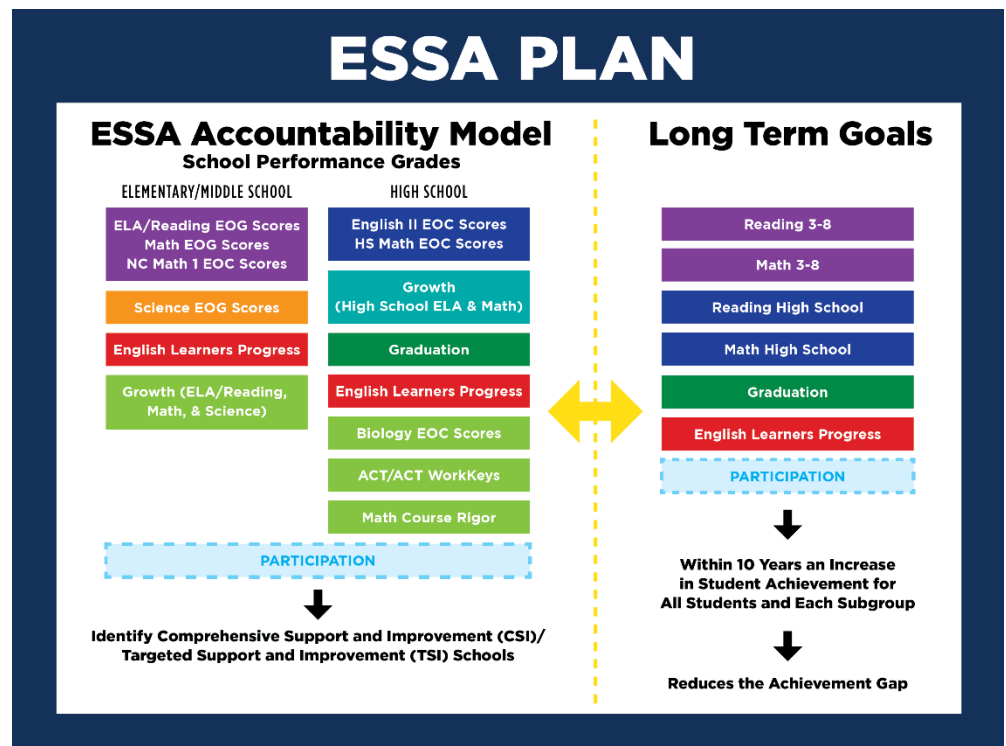 ESSA PLAN
ESSA Accountability Model
School Performance Grades
ELEMENTARY/MIDDLE SCHOOL
ELA/Reading EOG Scores
Math EOG Scores
NC Math 1 EOC Scores
Science EOG Scores
English Learners Progress
Growth (ELA/Reading,
Math, & Science)
HIGH SCHOOL
English II EOC Scores
HS Math EOC Scores
Growth
(High School ELA & Math)
Graduation
English Learners Progress
Biology EOC Scores
ACT/ACT WorkKeys
Math Course Rigor
PARTICIPATION
Identify Comprehensive Support and Improvement (CSI)/
Targeted Support and Improvement (TSI) Schools
Long Term Goals
Reading 3-8
Math 3-8
Reading High School
Math High School
Graduation
English Learners Progress
PARTICIPATION
Within 10 Years an Increase
in Student Achievement for
All Students and Each Subgroup
Reduces the Achievement Gap